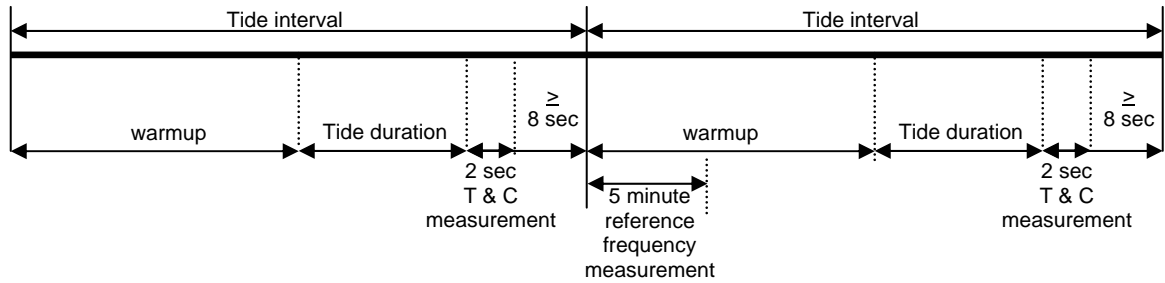 Tide interval
Tide interval
≥
8 sec
≥
8 sec
warmup
Tide duration
warmup
Tide duration
2 sec
T & C
measurement
5 minute
reference
frequency
measurement
2 sec
T & C
measurement